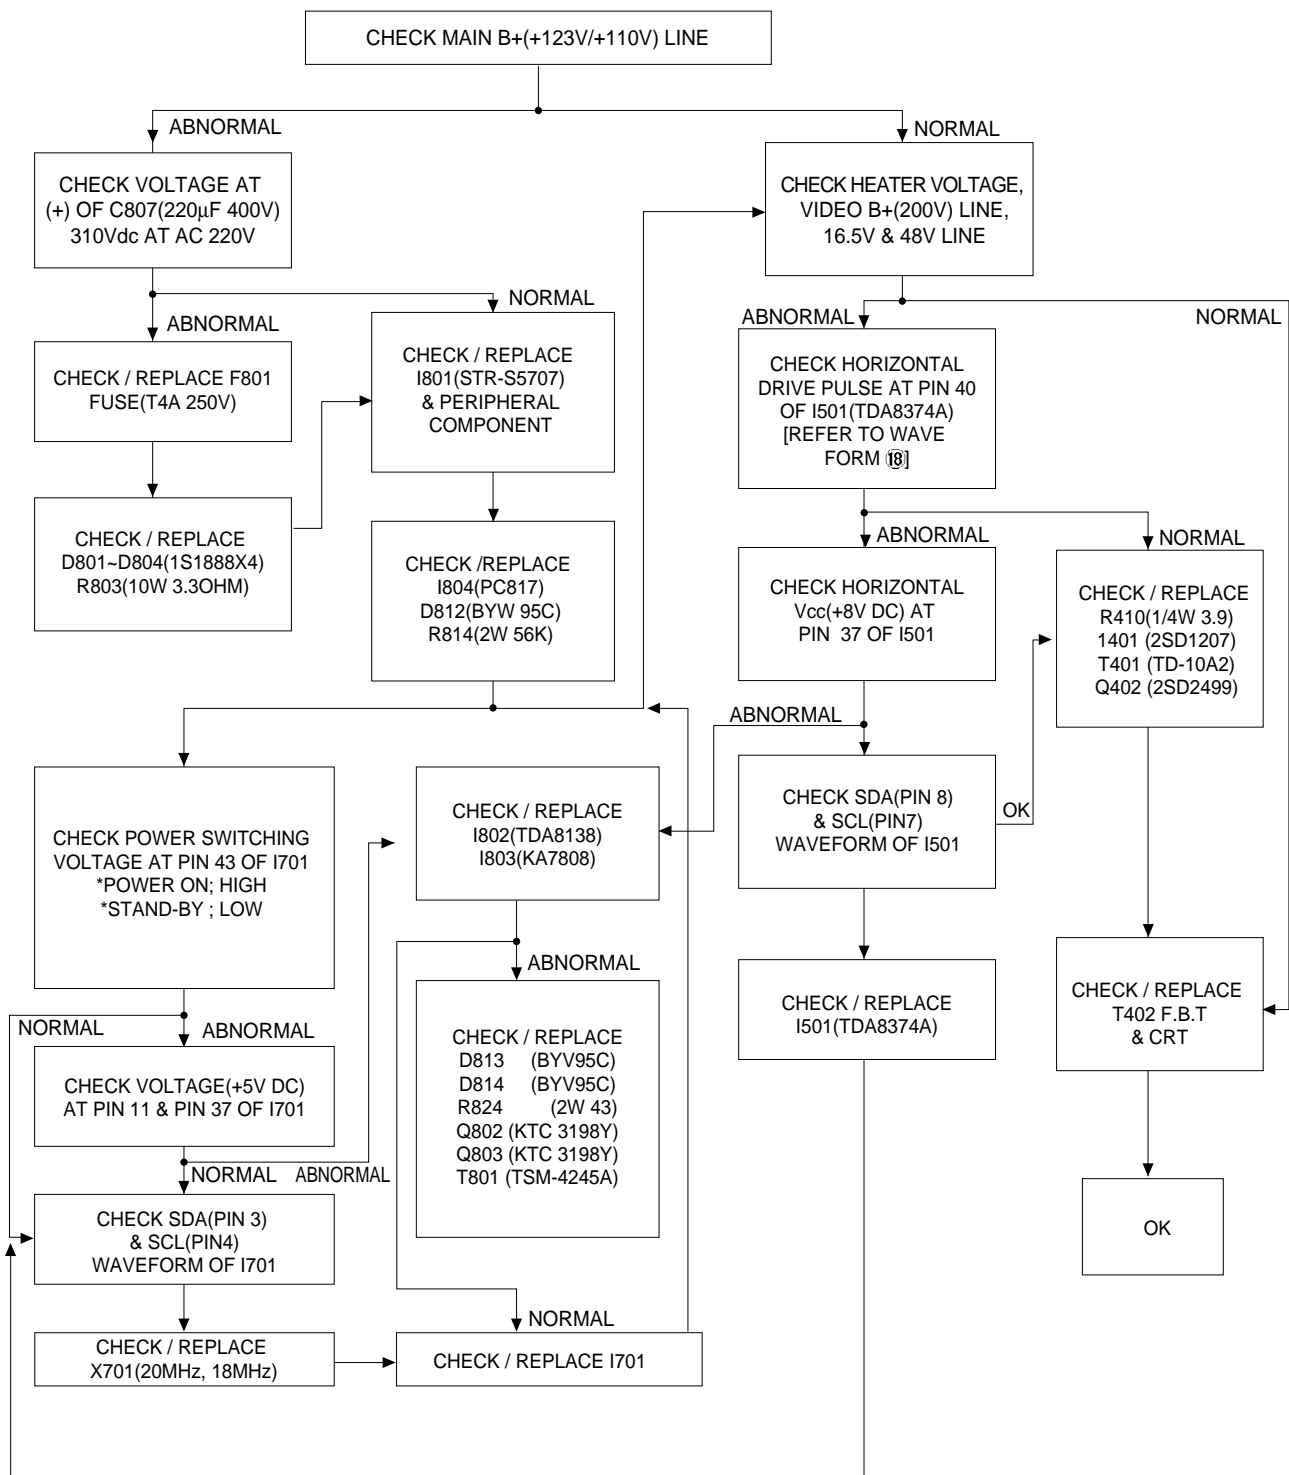 CHECK MAIN B+(+123V/+110V) LINE
ABNORMAL
NORMAL
CHECK VOLTAGE AT
(+) OF C807(220µF 400V)
310Vdc AT AC 220V
CHECK HEATER VOLTAGE,
VIDEO B+(200V) LINE,
16.5V & 48V LINE
ABNORMAL
NORMAL
ABNORMAL
NORMAL
CHECK / REPLACE F801
FUSE(T4A 250V)
CHECK / REPLACE
I801(STR-S5707)
& PERIPHERAL
COMPONENT
CHECK HORIZONTAL
DRIVE PULSE AT PIN 40
OF I501(TDA8374A)
[REFER TO WAVE
FORM ⑱]
CHECK / REPLACE
D801~D804(1S1888X4)
R803(10W 3.3OHM)
CHECK /REPLACE
I804(PC817)
D812(BYW 95C)
R814(2W 56K)
ABNORMAL
NORMAL
CHECK HORIZONTAL
Vcc(+8V DC) AT
PIN 37 OF I501
CHECK / REPLACE
R410(1/4W 3.9)
1401 (2SD1207)
T401 (TD-10A2)
Q402 (2SD2499)
ABNORMAL
CHECK POWER SWITCHING
VOLTAGE AT PIN 43 OF I701
*POWER ON; HIGH
*STAND-BY ; LOW
CHECK / REPLACE
I802(TDA8138)
I803(KA7808)
CHECK SDA(PIN 8)
& SCL(PIN7)
WAVEFORM OF I501
OK
NORMAL
ABNORMAL
ABNORMAL
CHECK VOLTAGE(+5V DC)
AT PIN 11 & PIN 37 OF I701
CHECK / REPLACE
D813 (BYV95C)
D814 (BYV95C)
R824 (2W 43)
Q802 (KTC 3198Y)
Q803 (KTC 3198Y)
T801 (TSM-4245A)
CHECK / REPLACE
I501(TDA8374A)
CHECK / REPLACE
T402 F.B.T
& CRT
NORMAL
ABNORMAL
CHECK SDA(PIN 3)
& SCL(PIN4)
WAVEFORM OF I701
OK
NORMAL
CHECK / REPLACE
X701(20MHz, 18MHz)
CHECK / REPLACE I701